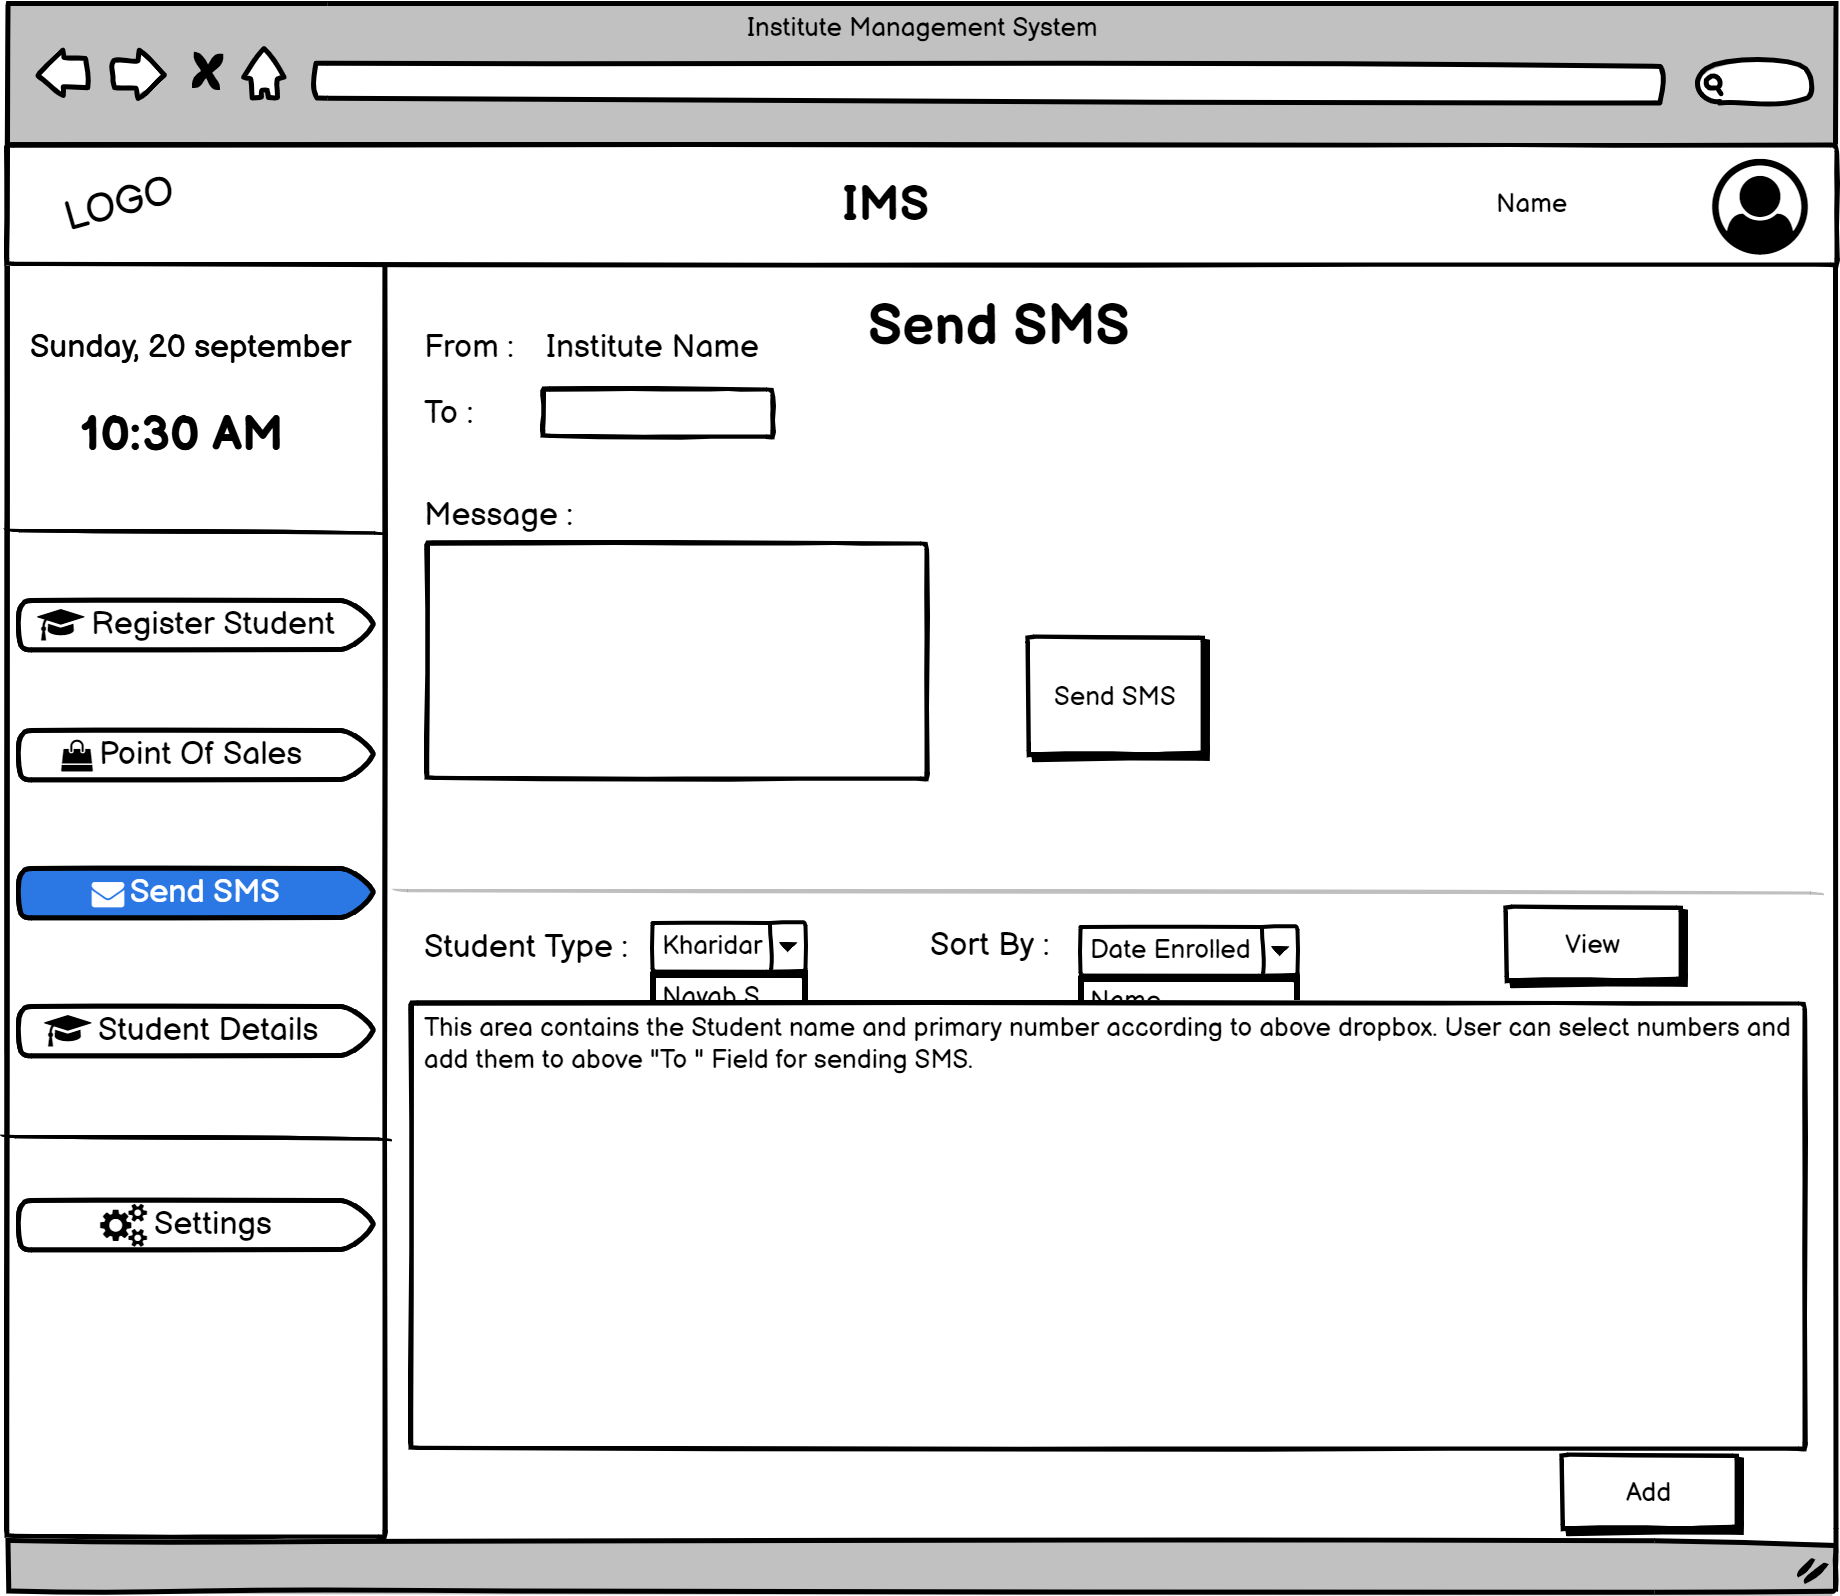 Institute Management System
LOGO
IMS
Name
Sunday, 20 september
10:30 AM
Register Student
Point Of Sales
Send SMS
Student Details
Settings
Send SMS
From : Institute Name
To :
Message :
Send SMS
Student Type : Kharidar
Sort By : Date Enrolled
View
Nayab S
Name
This area contains the Student name and primary number according to above dropbox. User can select numbers and
add them to above "To " Field for sending SMS.
Add